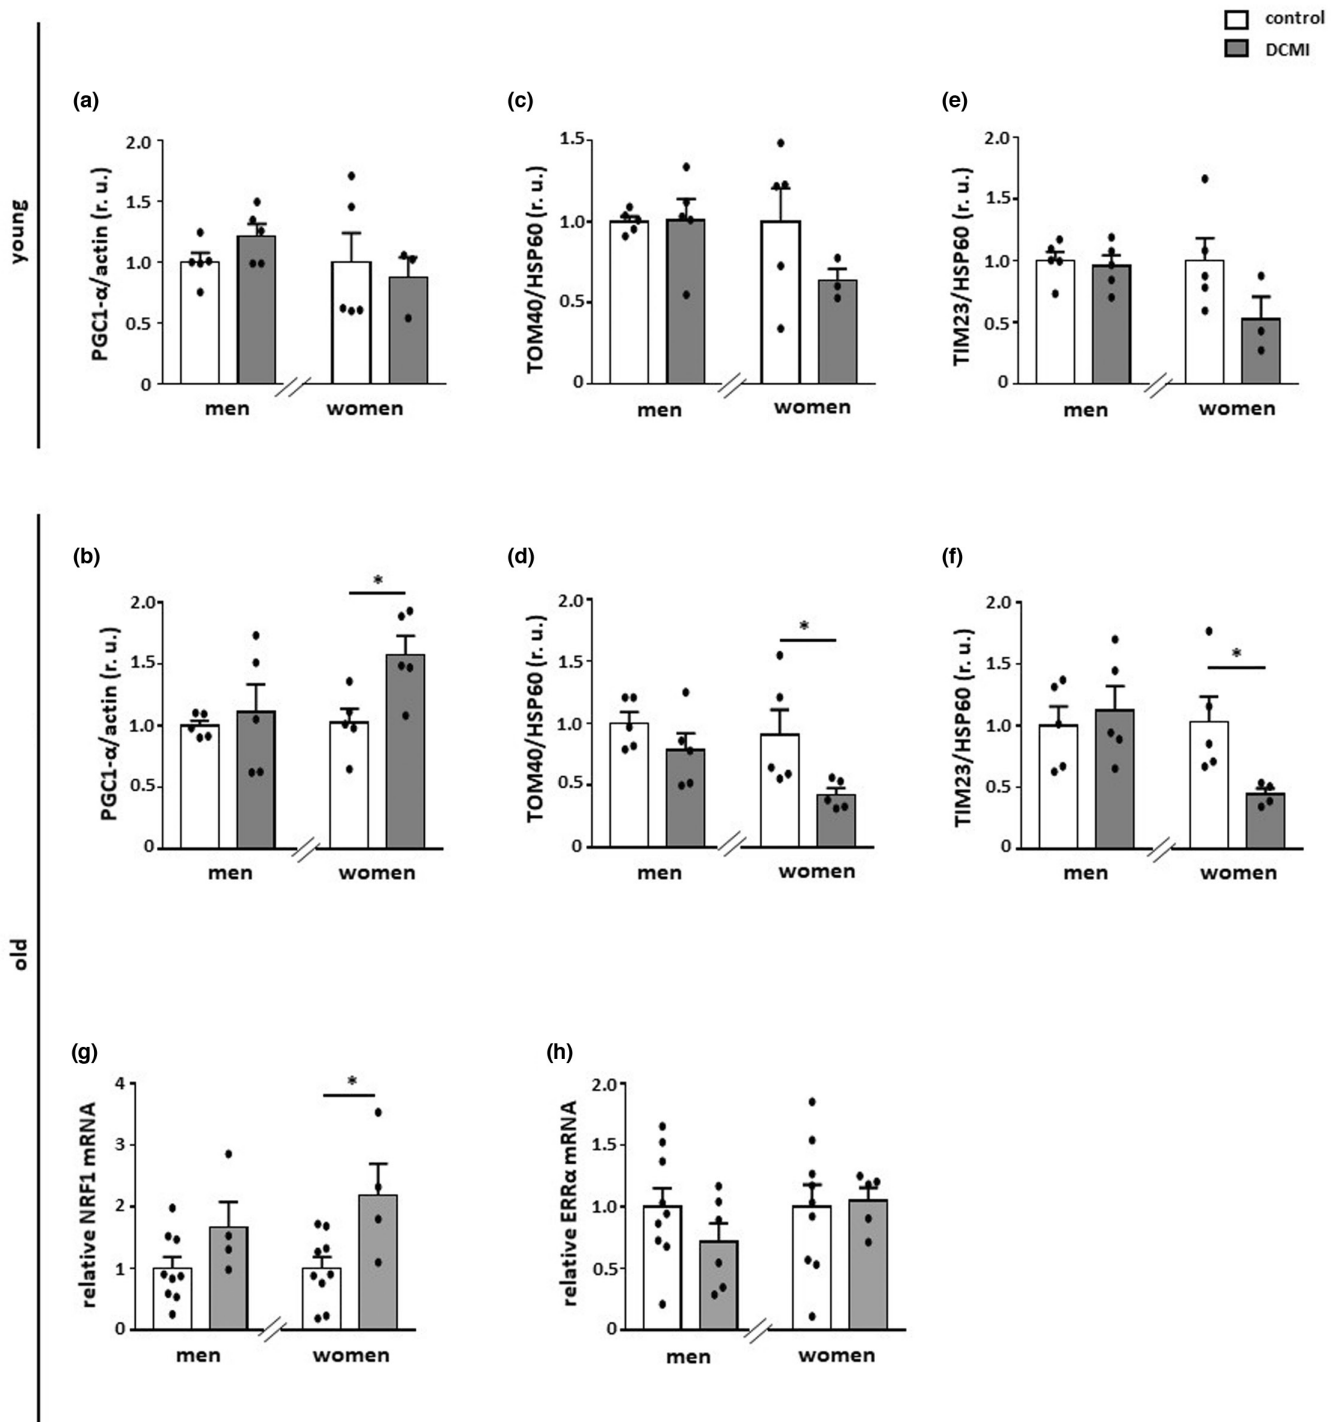 control
DCMI
young
(a)
PGC1-α/actin (r. u.)
2.0
1.5
1.0
0.5
0
men
women
(c)
TOM40/HSP60 (r. u.)
1.5
1.0
0.5
0
men
women
(e)
TIM23/HSP60 (r. u.)
2.0
1.5
1.0
0.5
0
men
women
old
(b)
PGC1-α/actin (r. u.)
2.0
1.5
1.0
0.5
0
*
men
women
(d)
TOM40/HSP60 (r. u.)
2.0
1.5
1.0
0.5
0
*
men
women
(f)
TIM23/HSP60 (r. u.)
2.0
1.5
1.0
0.5
0
*
men
women
(g)
relative NRF1 mRNA
4
3
2
1
0
*
men
women
(h)
relative ERRα mRNA
2.0
1.5
1.0
0.5
0
men
women